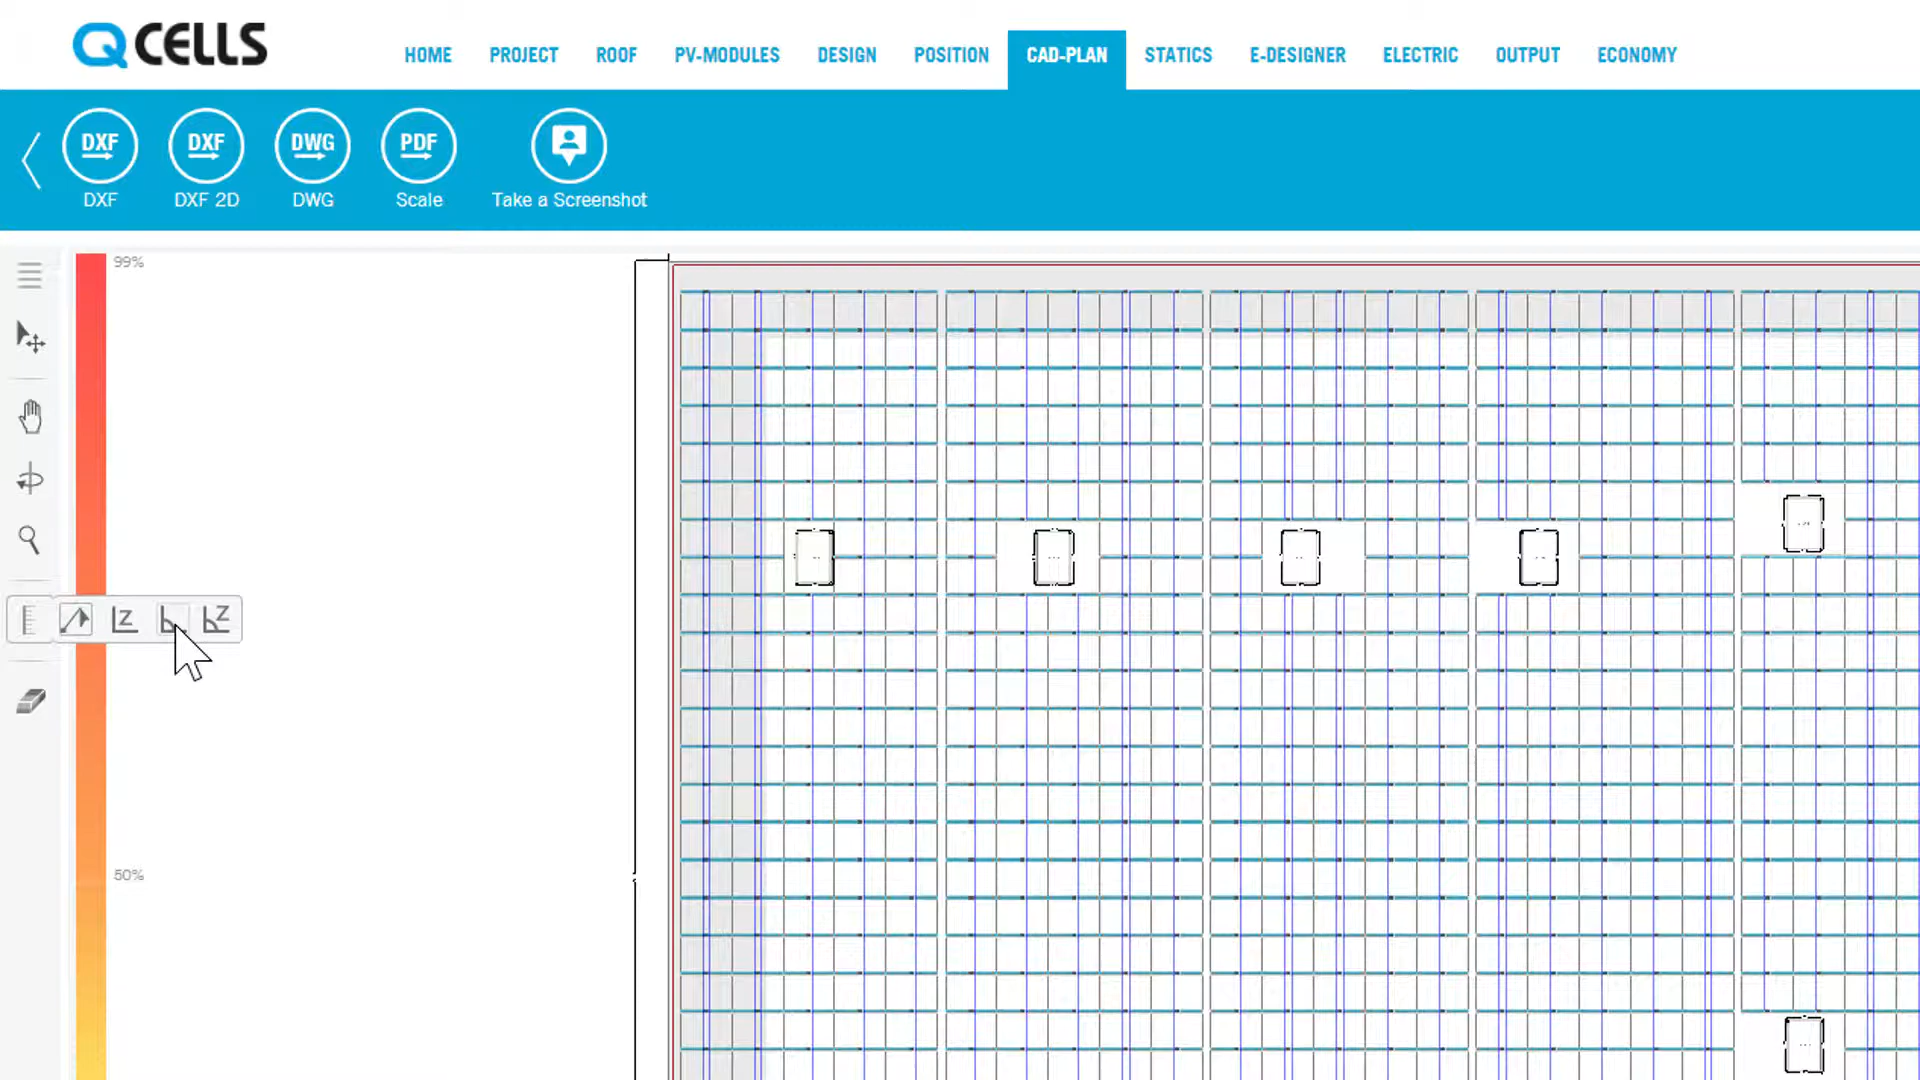 Q CELLS
HOME PROJECT ROOF PV-MODULES DESIGN POSITION CAD-PLAN STATICS E-DESIGNER ELECTRIC OUTPUT ECONOMY
DXF DXF DWG PDF
DXF DXF 2D DWG Scale Take a Screenshot
99%
Z Z
50%